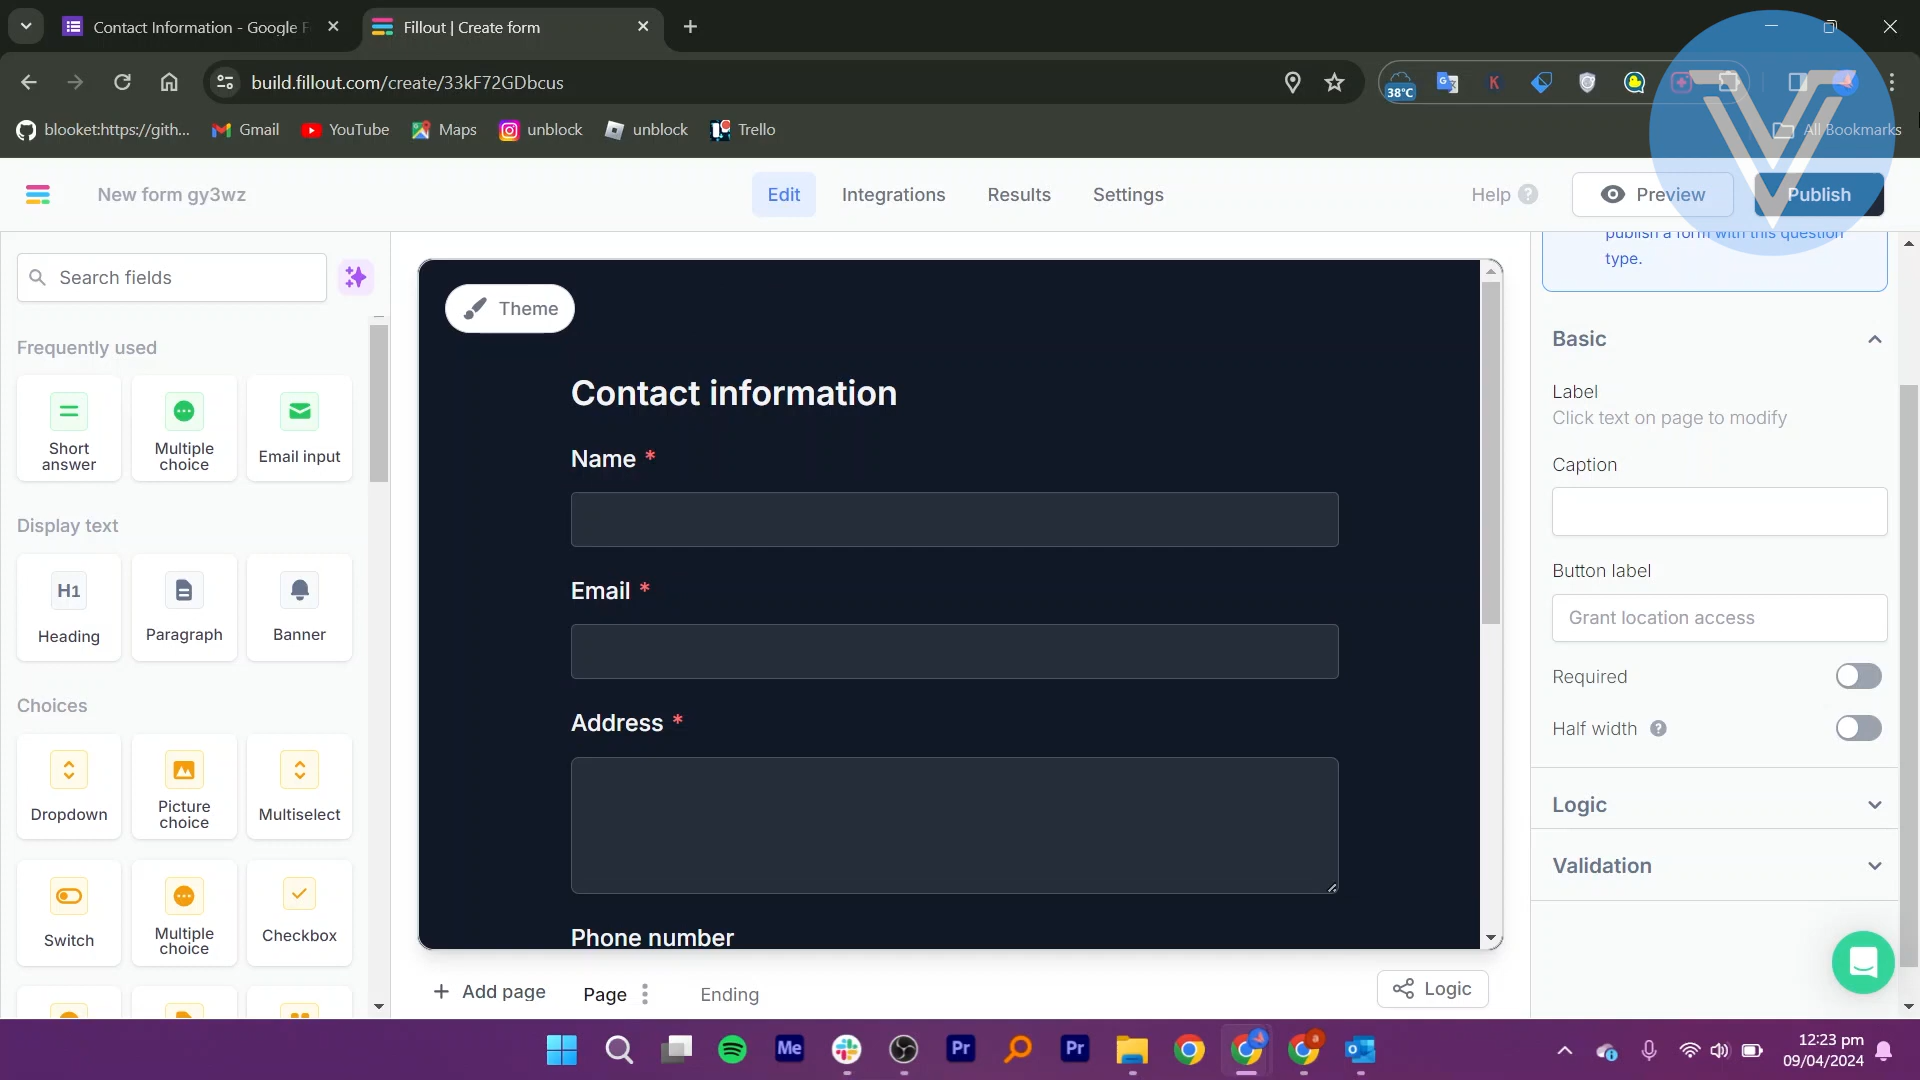 Contact Information - Google F
Fillout | Create form
build.fillout.com/create/33kF72GDbcus
38°C
K
blooket:https://gith...
Gmail
YouTube
Maps
unblock
unblock
Trello
All Bookmarks
New form gy3wz
Edit
Integrations
Results
Settings
Help ?
Preview
Publish
Search fields
Frequently used
Short answer
Multiple choice
Email input
Display text
H1
Heading
Paragraph
Banner
Choices
Dropdown
Picture choice
Multiselect
Switch
Multiple choice
Checkbox
Theme
Contact information
Name *
Email *
Address *
Phone number
+ Add page
Page
Ending
Logic
publish a form with this question
type.
Basic
Label
Click text on page to modify
Caption
Button label
Grant location access
Required
Half width ?
Logic
Validation
Me
Pr
Pr
12:23 pm
09/04/2024